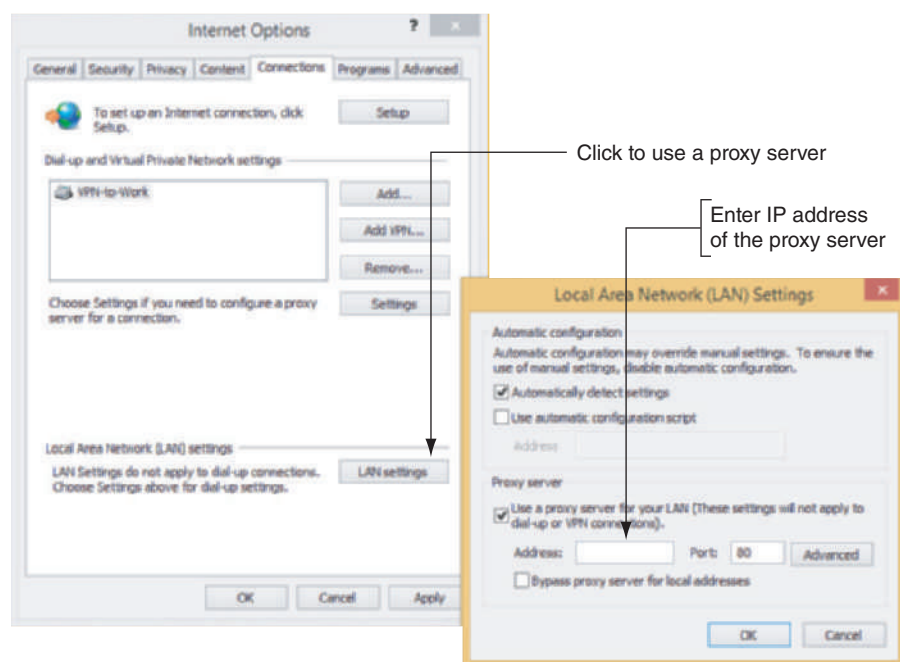 Internet Options
?
x
General Security Privacy Content Connections Programs Advanced
To set up an Internet connection, click
Setup.
Setup
Dial-up and Virtual Private Network settings
VPN-to-Work
Add...
Add VPN...
Remove...
Choose Settings if you need to configure a proxy
server for a connection.
Settings
Local Area Network (LAN) settings
LAN Settings do not apply to dial-up connections.
Choose Settings above for dial-up settings.
LAN settings
OK Cancel Apply
Click to use a proxy server
Enter IP address
of the proxy server
Local Area Network (LAN) Settings
x
Automatic configuration
Automatic configuration may override manual settings. To ensure the
use of manual settings, disable automatic configuration.
Automatically detect settings
Use automatic configuration script
Address
Proxy server
Use a proxy server for your LAN (These settings will not apply to
dial-up or VPN connections).
Address: Port: 80 Advanced
Bypass proxy server for local addresses
OK Cancel